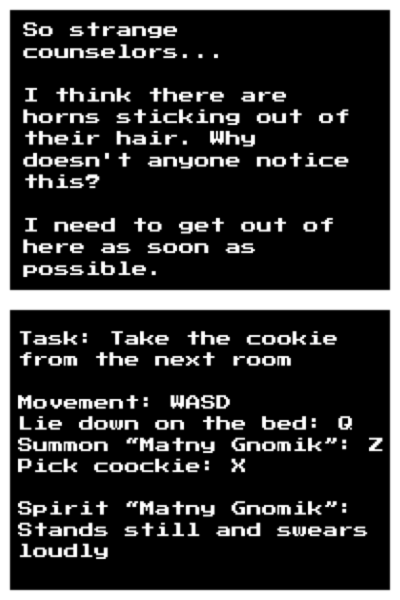 So strange
counselors...
I think there are
horns sticking out of
their hair. Why
doesn't anyone notice
this?
I need to get out of
here as soon as
possible.
Task: Take the cookie
from the next room
Movement: WASD
Lie down on the bed: Q
Summon “Matny Gnomik”: Z
Pick coockie: X
Spirit “Matny Gnomik”:
Stands still and swears
loudly